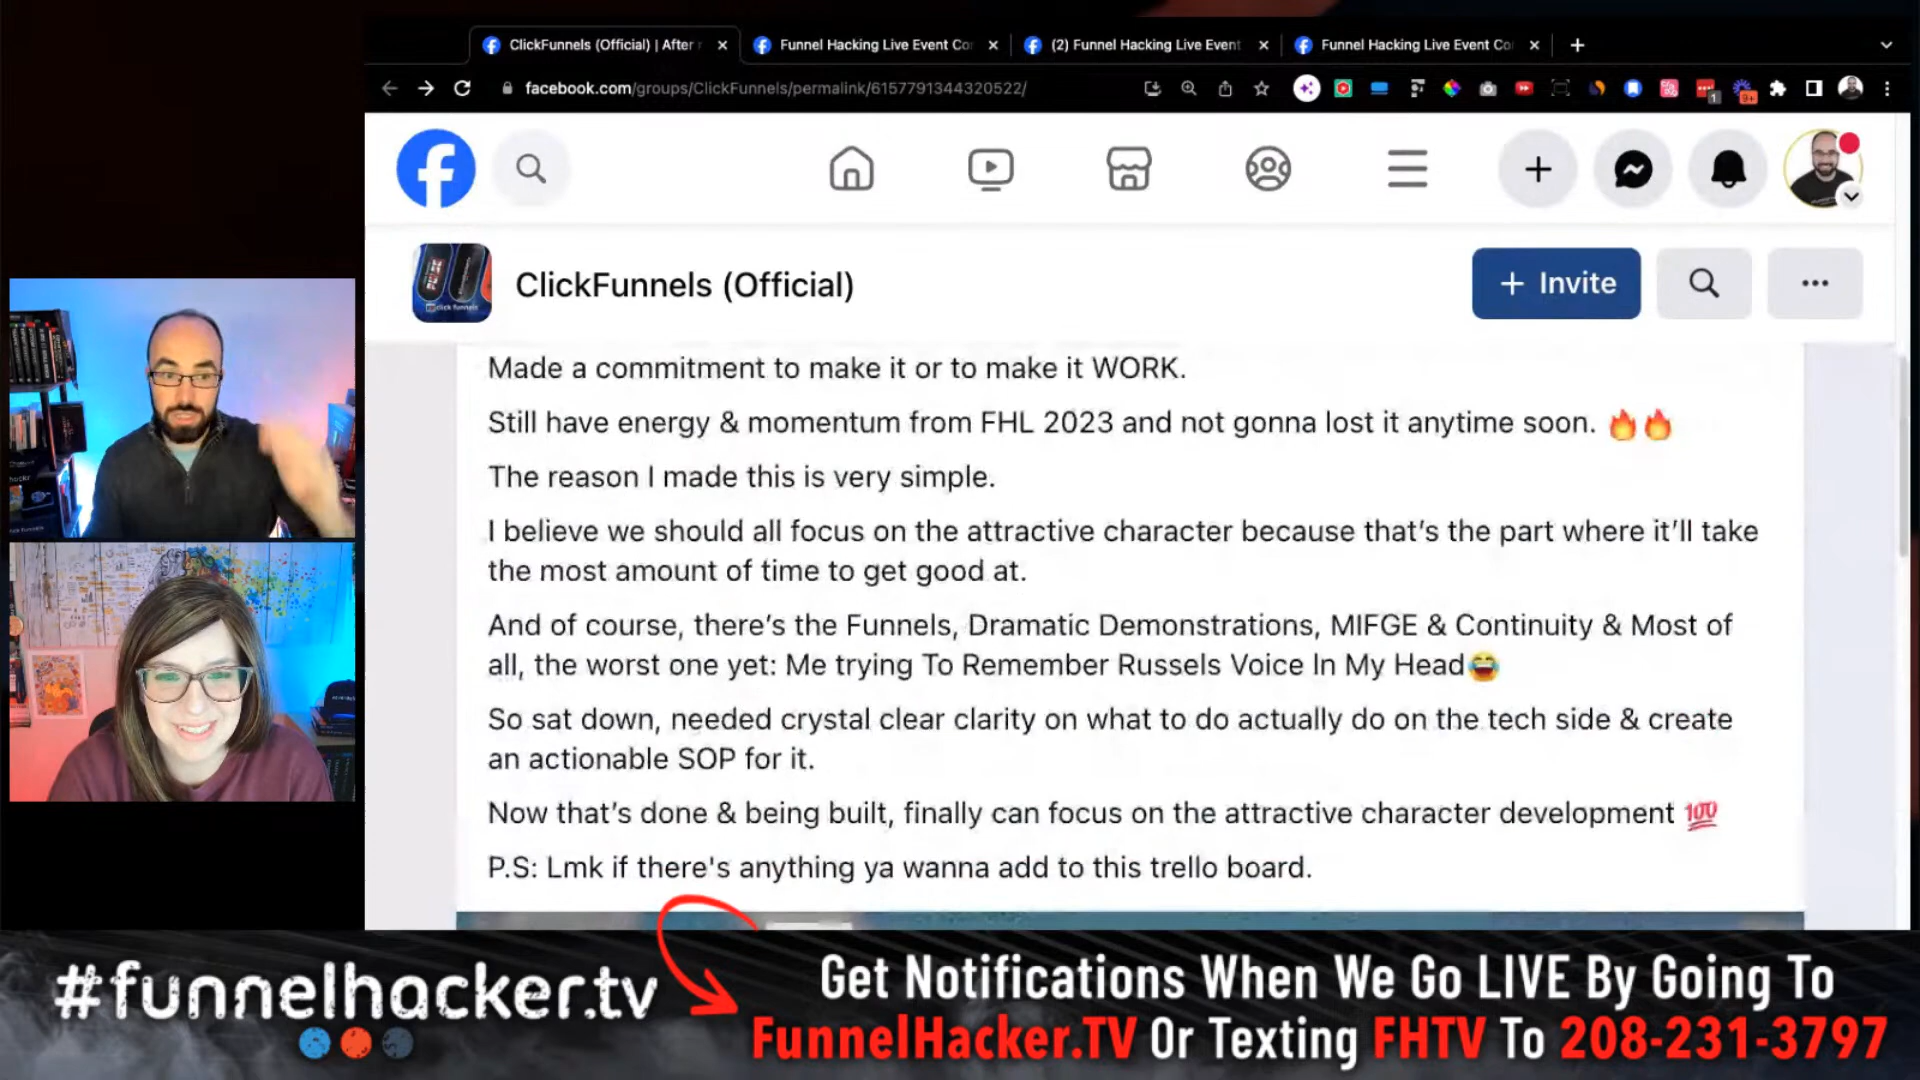 ClickFunnels (Official) | After
Funnel Hacking Live Event Co
(2) Funnel Hacking Live Event
Funnel Hacking Live Event Co
facebook.com/groups/ClickFunnels/permalink/6157791344320522/
1
9+
click funnels
ClickFunnels (Official)
+ Invite
Made a commitment to make it or to make it WORK.
Still have energy & momentum from FHL 2023 and not gonna lost it anytime soon. 🔥🔥
The reason I made this is very simple.
I believe we should all focus on the attractive character because that's the part where it'll take
the most amount of time to get good at.
And of course, there's the Funnels, Dramatic Demonstrations, MIFGE & Continuity & Most of
all, the worst one yet: Me trying To Remember Russels Voice In My Head😂
So sat down, needed crystal clear clarity on what to do actually do on the tech side & create
an actionable SOP for it.
Now that's done & being built, finally can focus on the attractive character development 💯
P.S: Lmk if there's anything ya wanna add to this trello board.
#funnelhacker.tv
Get Notifications When We Go LIVE By Going To
FunnelHacker.TV Or Texting FHTV To 208-231-3797